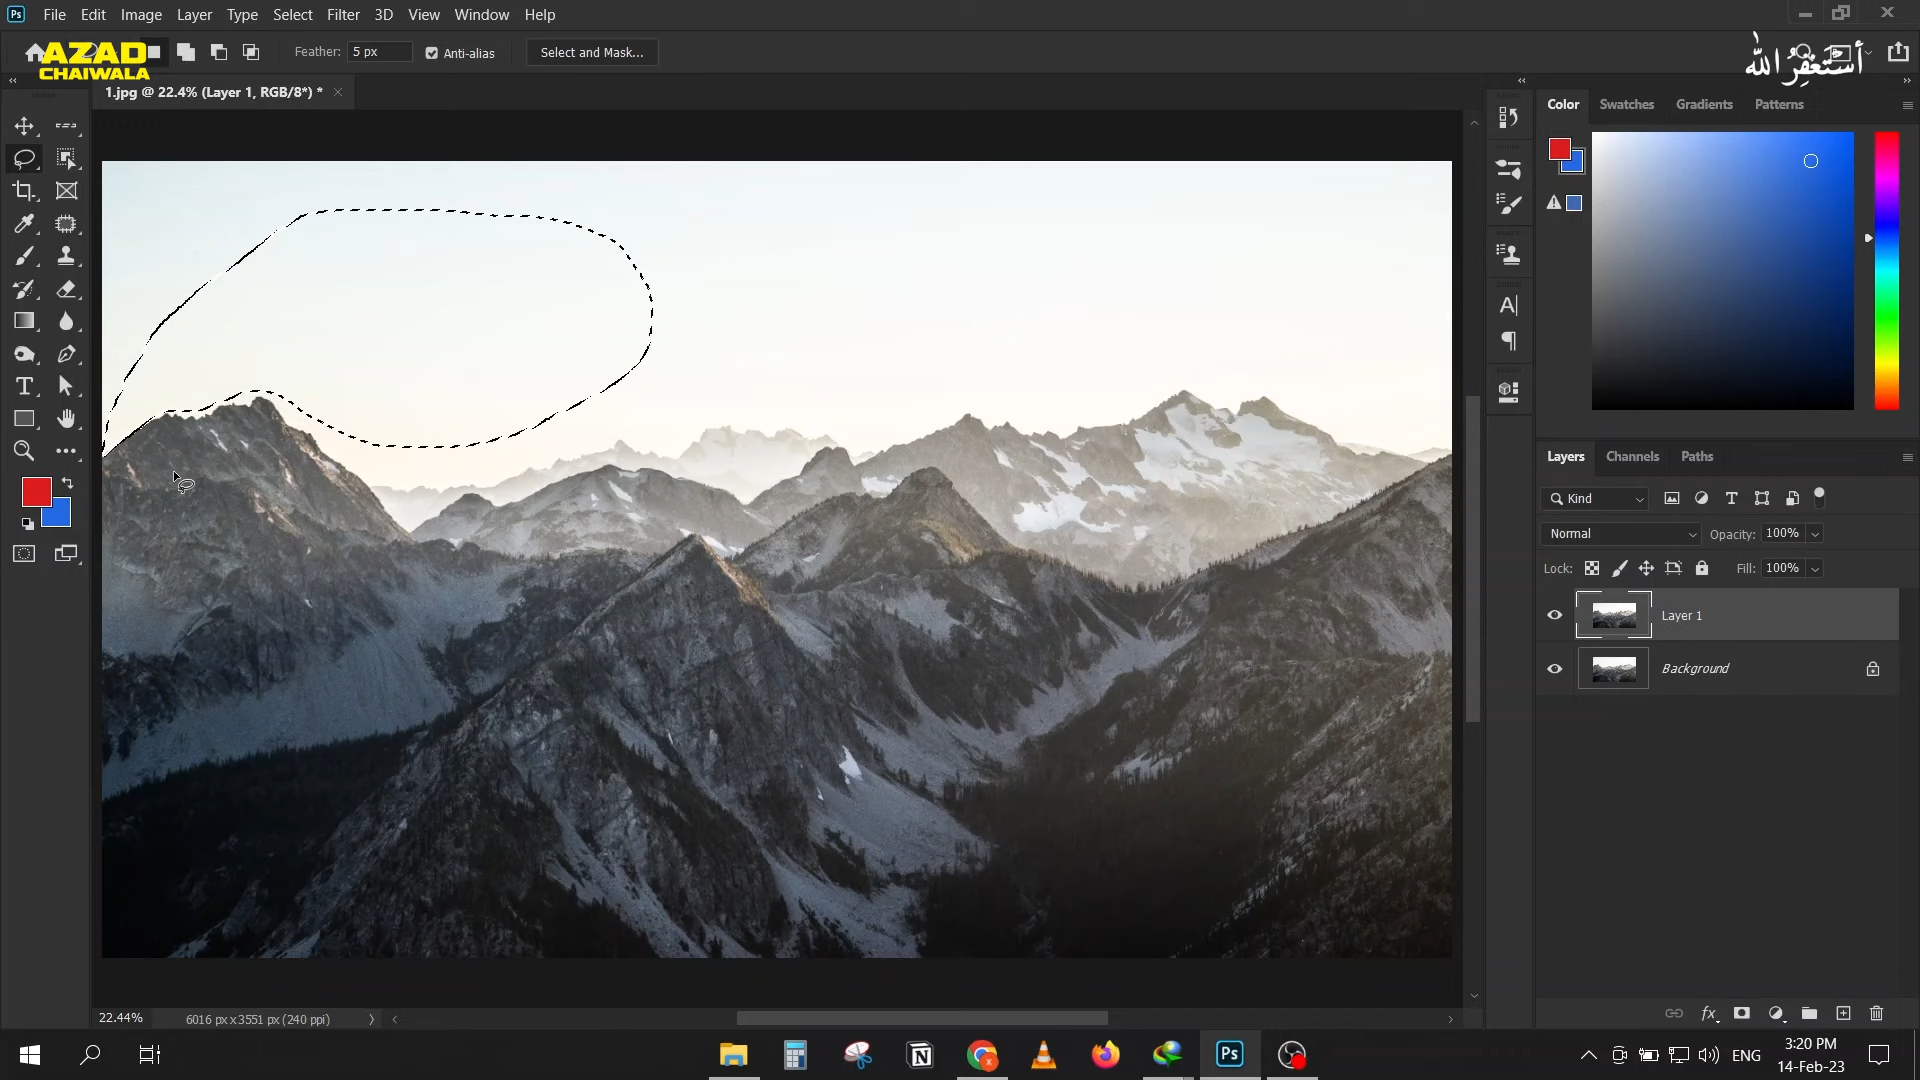 Ps File Edit Image Layer Type Select Filter 3D View Window Help
AZAD
CHAIWALA
Feather: 5 px Anti-alias Select and Mask...
أستغفر الله
1.jpg @ 22.4% (Layer 1, RGB/8*) *
Color Swatches Gradients Patterns
Layers Channels Paths
Kind
Normal Opacity: 100%
Lock: Fill: 100%
Layer 1
Background
22.44% 6016 px x 3551 px (240 ppi)
Ps ENG 3:20 PM
14-Feb-23